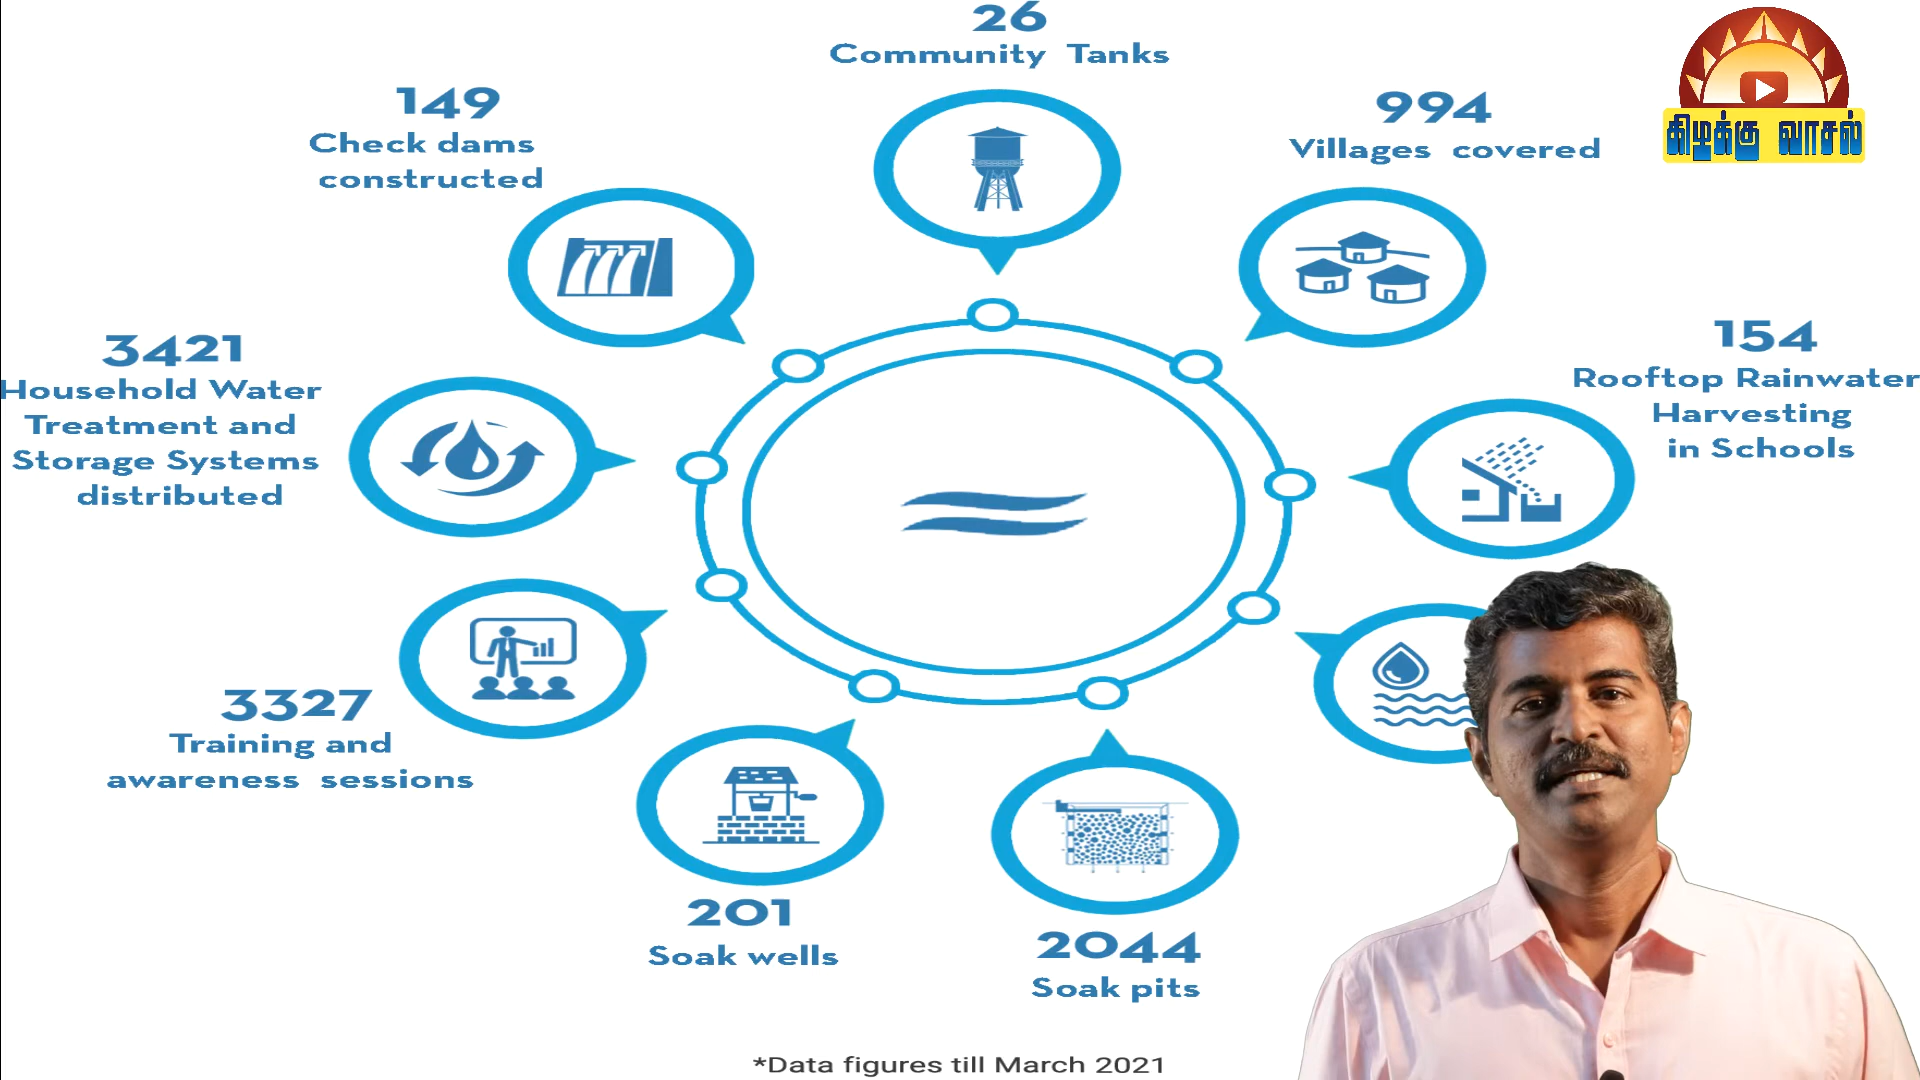 26
Community Tanks
149
Check dams
constructed
994
Villages covered
கிழக்கு வாசல்
3421
Household Water
Treatment and
Storage Systems
distributed
154
Rooftop Rainwater
Harvesting
in Schools
3327
Training and
awareness sessions
201
Soak wells
2044
Soak pits
*Data figures till March 2021